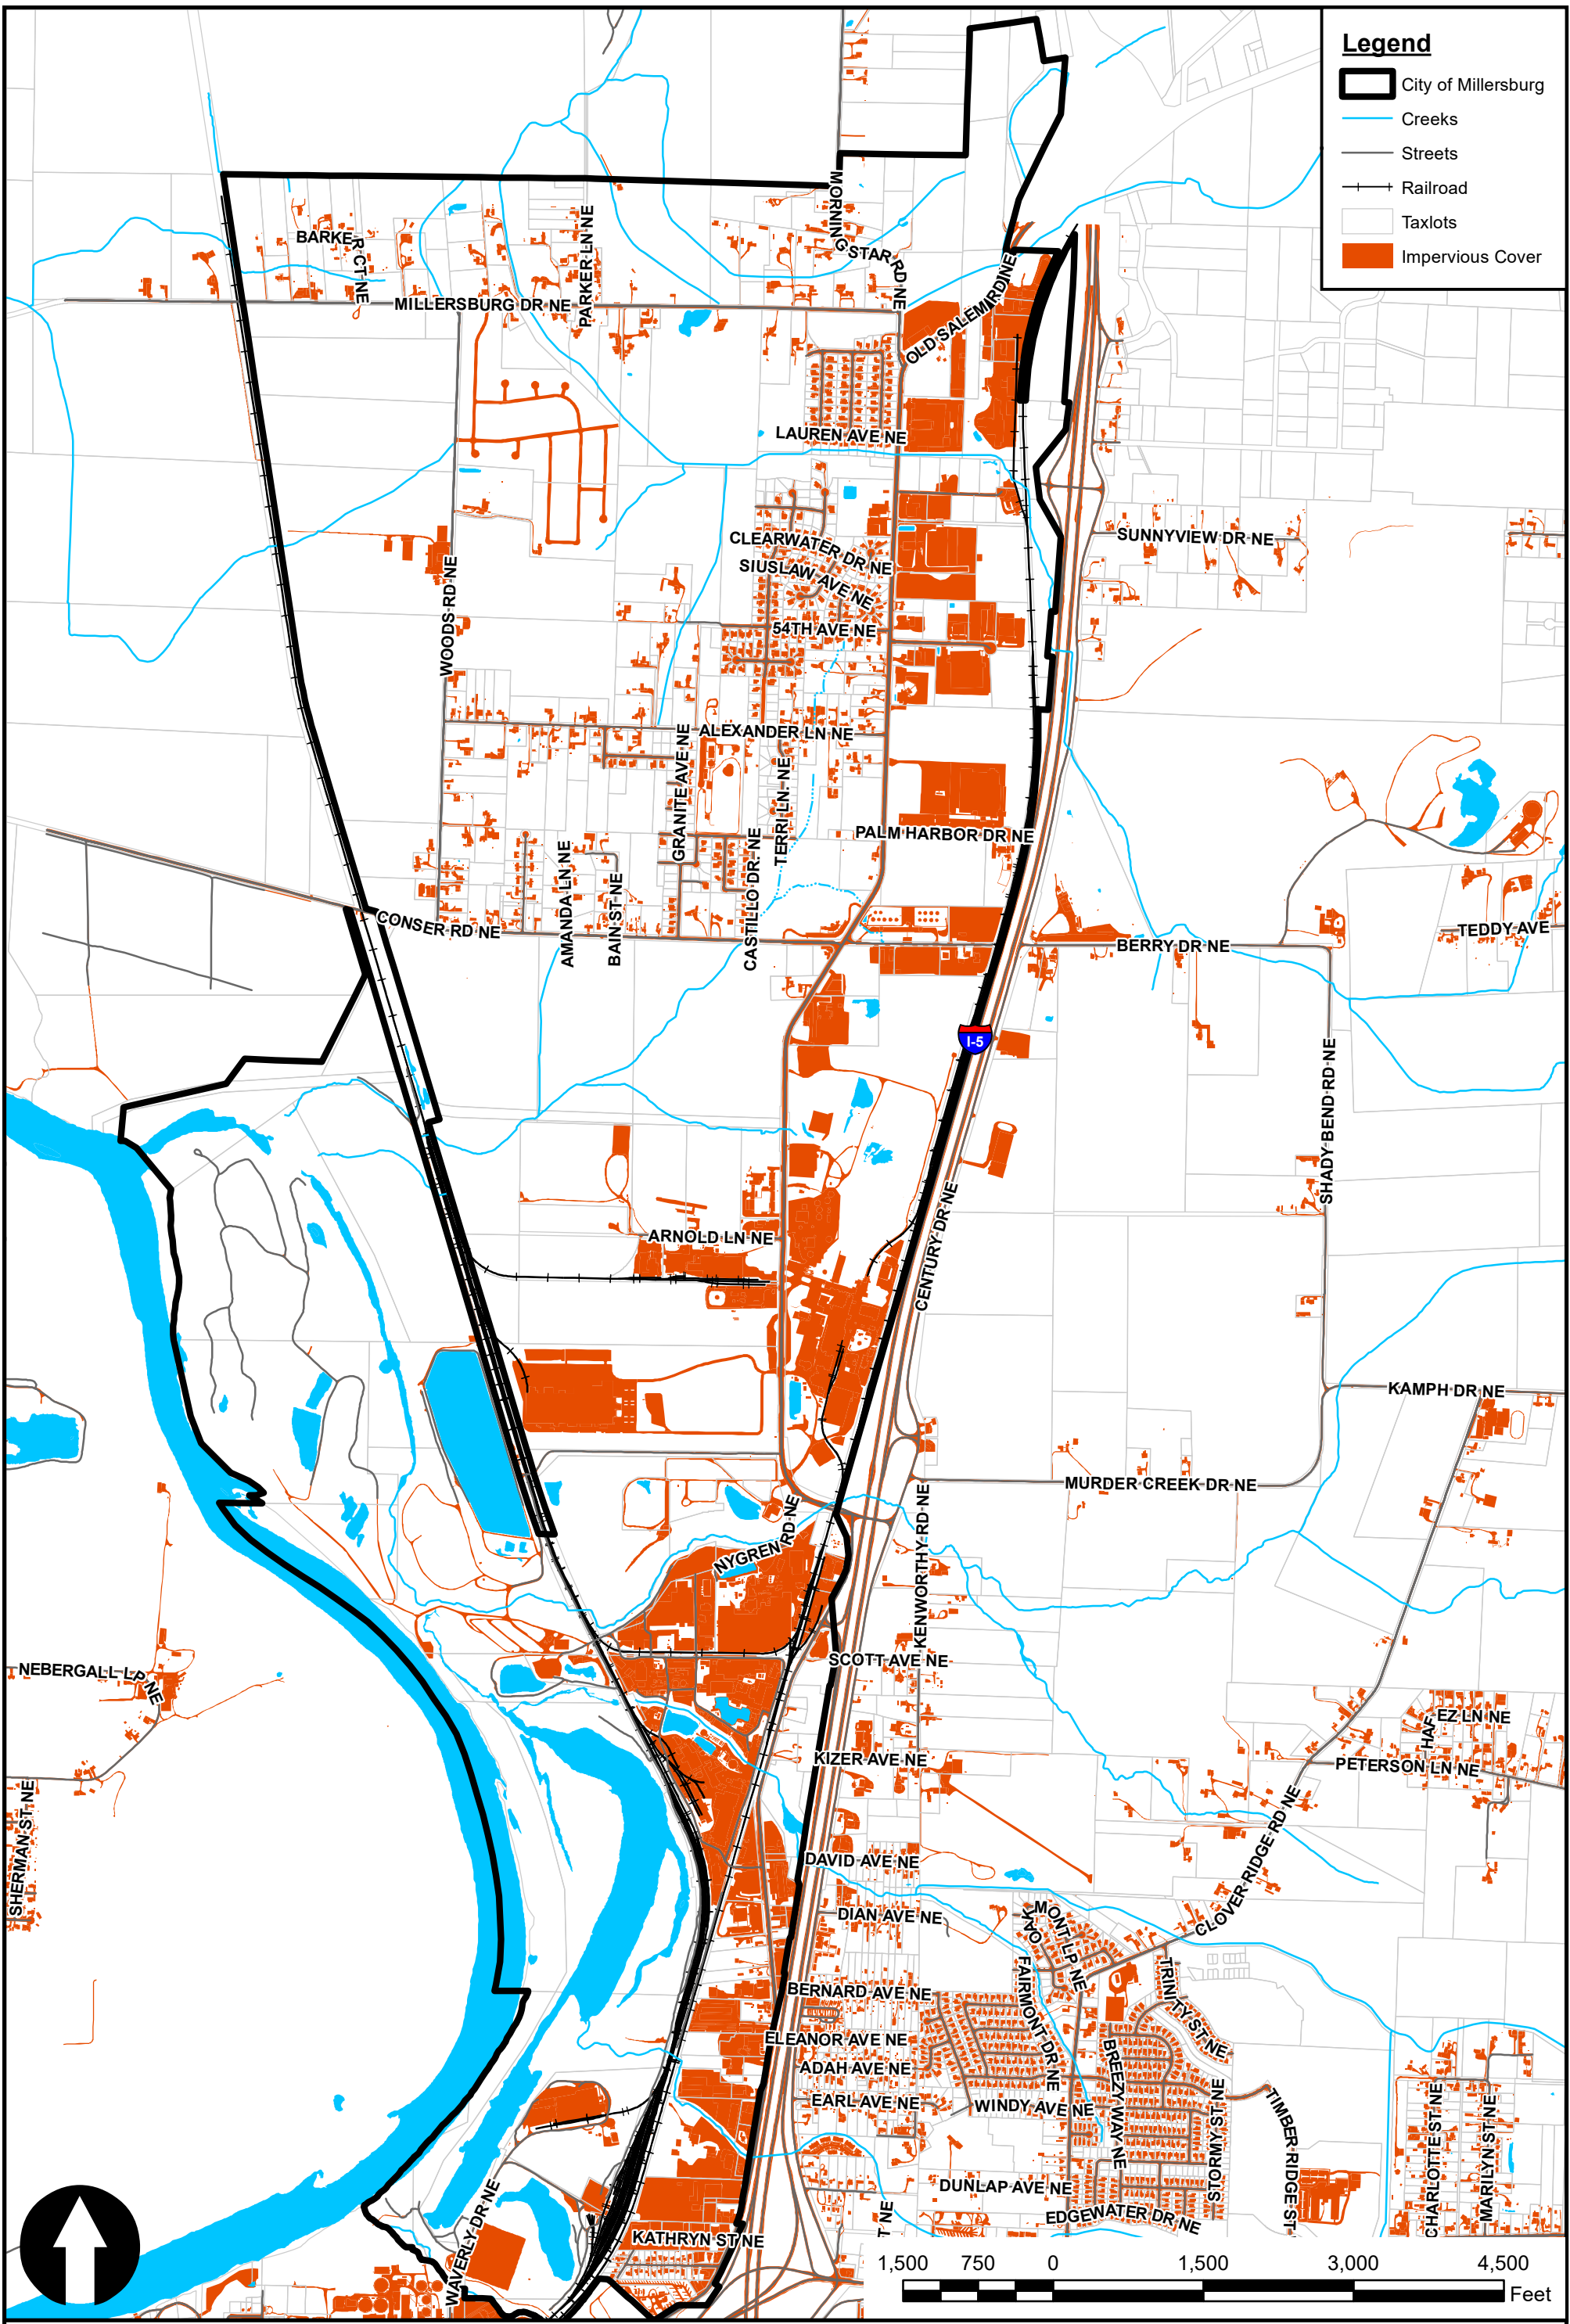 Legend
City of Millersburg
Creeks
Streets
Railroad
Taxlots
Impervious Cover
MORNINGSTAR RD NE
BARKER CT NE
PARKER LN NE
MILLERSBURG DR NE
LAUREN AVE NE
CLEARWATER DR NE
SIUSLAW AVE NE
SUNNYVIEW DR NE
WOODS RD NE
54TH AVE NE
ALEXANDER LN NE
GRANITE AVE NE
TERRI LN. NE
PALM HARBOR DR NE
CASTILLO DR. NE
AMANDA LN NE
BAIN ST NE
CONSER RD NE
BERRY DR NE
TEDDY AVE
I-5
SHADY BEND RD NE
ARNOLD LN NE
CENTURY DR NE
KAMPH DR NE
MURDER CREEK DR NE
NYGREN RD NE
KENWORTHY RD NE
SCOTT AVE NE
NEBERGALL LP NE
EZ LN NE
HAF
KIZER AVE NE
PETERSON LN NE
SHERMAN ST NE
DAVID AVE NE
CLOVER RIDGE RD NE
DIAN AVE NE
OAK
MONT LP NE
FAIRMONT DR NE
TRINITY ST NE
BERNARD AVE NE
ELEANOR AVE NE
ADAH AVE NE
BREEZY WAY NE
EARL AVE NE
WINDY AVE NE
STORMY ST NE
TIMBER RIDGE ST
CHARLOTTE ST NE
MARILYN ST NE
DUNLAP AVE NE
EDGEWATER DR NE
T NE
WAVERLY DR NE
KATHRYN ST NE
1,500 750 0 1,500 3,000 4,500
Feet